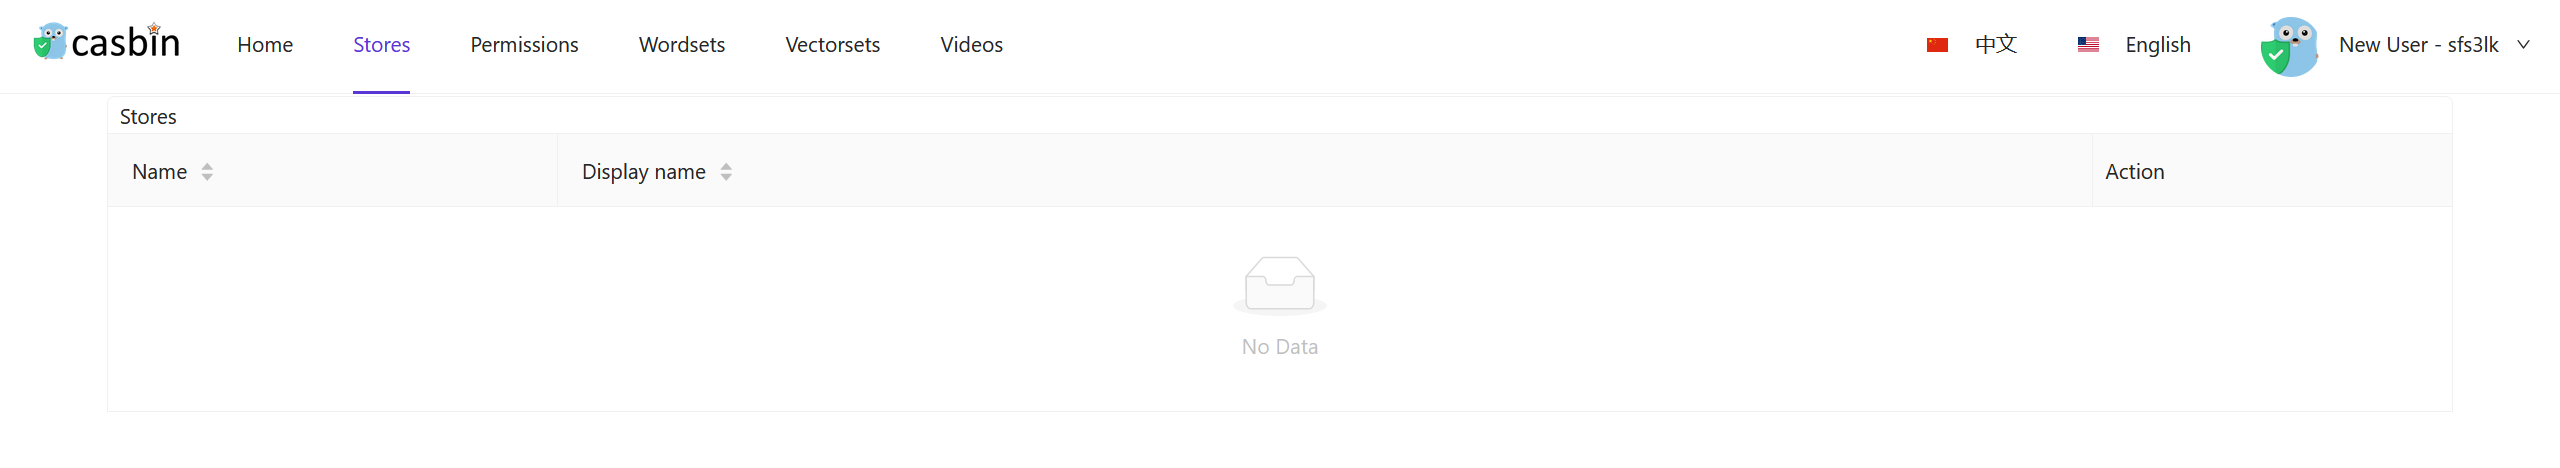 casbin Home Stores Permissions Wordsets Vectorsets Videos 中文 English New User - sfs3lk
Stores
Name Display name Action
No Data